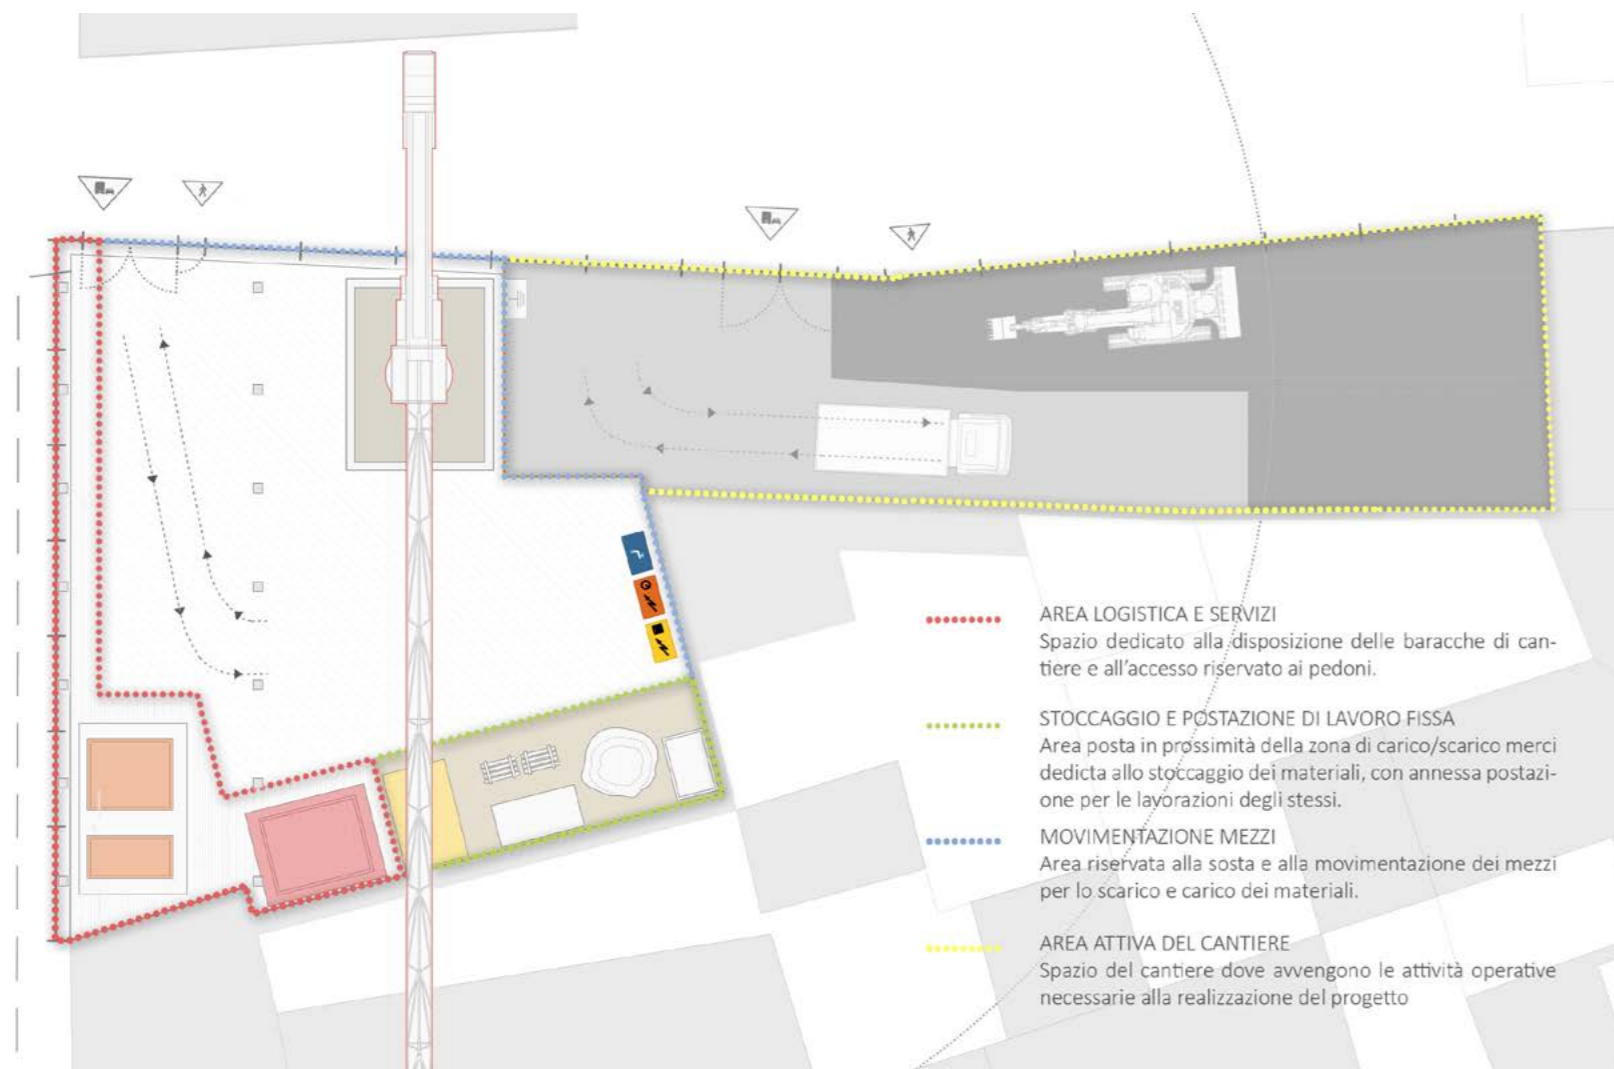 AREA LOGISTICA E SERVIZI
Spazio dedicato alla disposizione delle baracche di can-
tiere e all'accesso riservato ai pedoni.
STOCCAGGIO E POSTAZIONE DI LAVORO FISSA
Area posta in prossimità della zona di carico/scarico merci
dedicta allo stoccaggio dei materiali, con annessa postazi-
one per le lavorazioni degli stessi.
MOVIMENTAZIONE MEZZI
Area riservata alla sosta e alla movimentazione dei mezzi
per lo scarico e carico dei materiali.
AREA ATTIVA DEL CANTIERE
Spazio del cantiere dove avvengono le attività operative
necessarie alla realizzazione del progetto